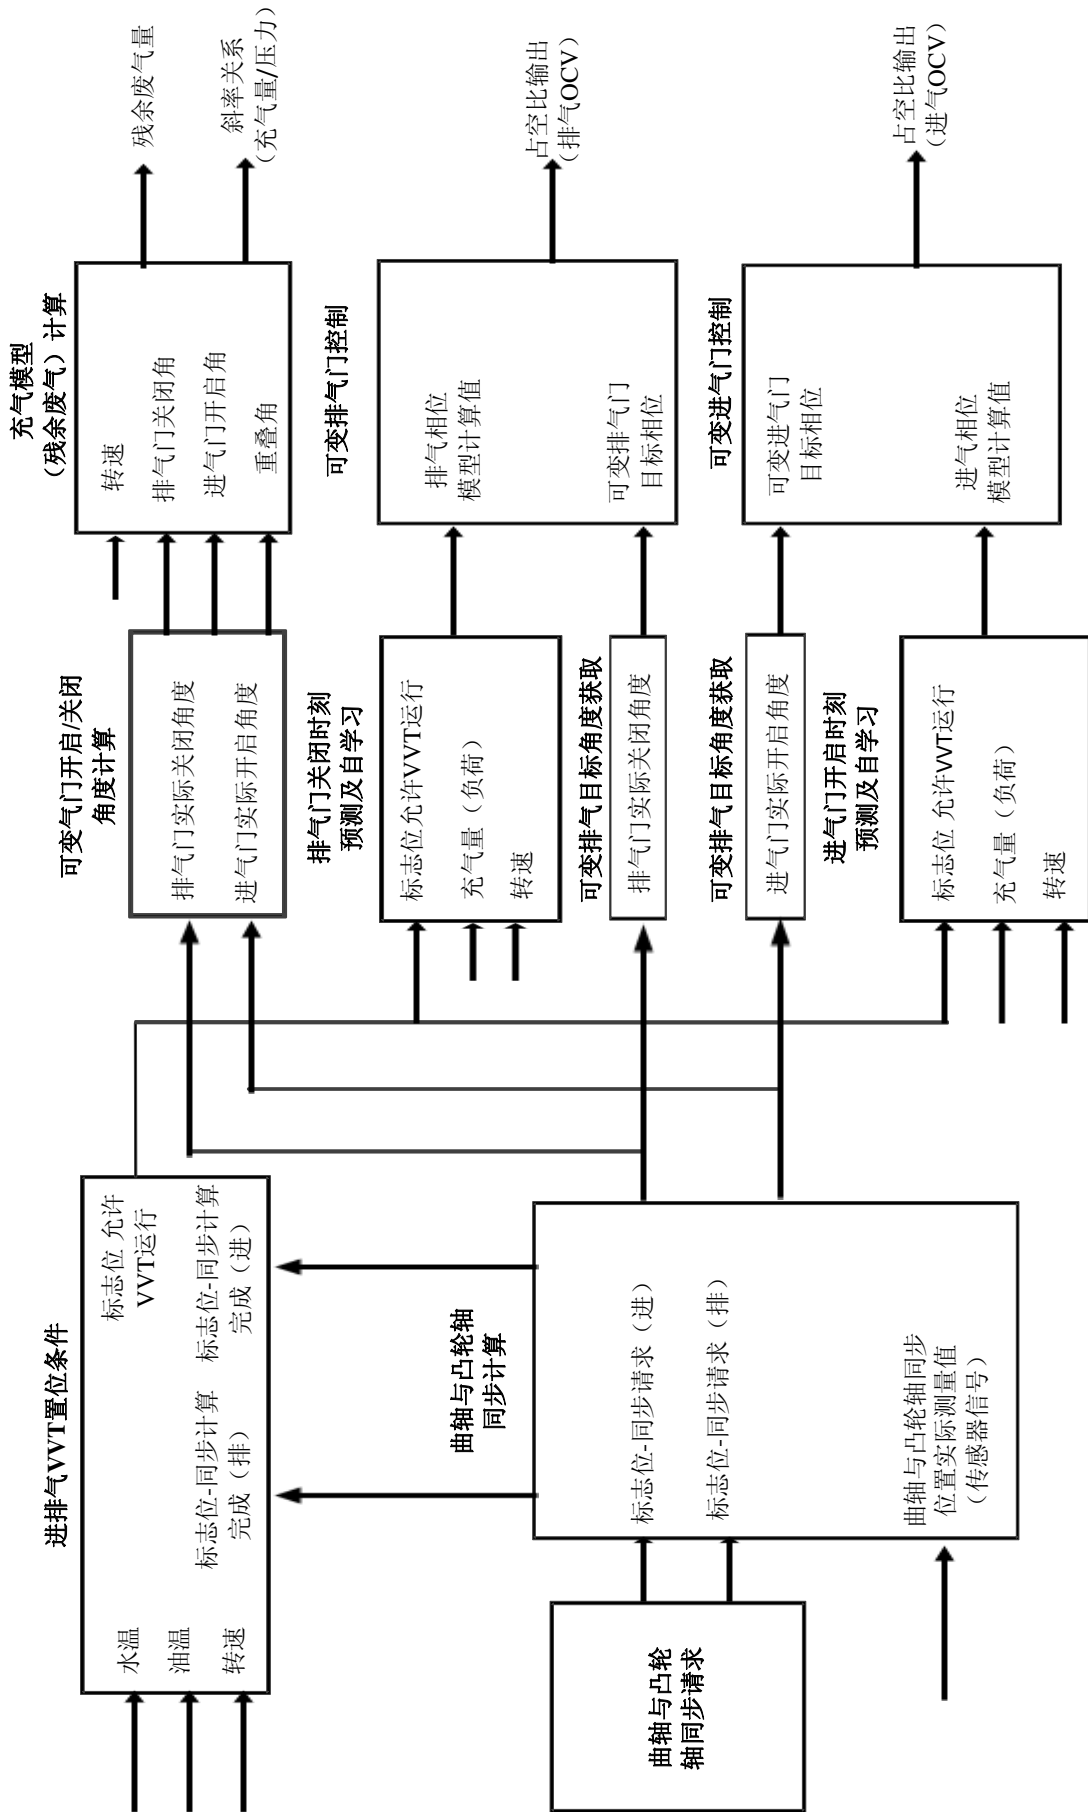 进排气VVT置位条件
水温
油温
转速
标志位 允许
VVT运行
标志位-同步计算
完成（排）
标志位-同步计算
完成（进）
曲轴与凸轮
轴同步请求
曲轴与凸轮轴
同步计算
标志位-同步请求（进）
标志位-同步请求（排）
曲轴与凸轮轴同步
位置实际测量值
（传感器信号）
可变气门开启/关闭
角度计算
排气门实际关闭角度
进气门实际开启角度
排气门关闭时刻
预测及自学习
标志位 允许VVT运行
充气量（负荷）
转速
可变排气目标角度获取
排气门实际关闭角度
可变排气目标角度获取
进气门实际开启角度
进气门开启时刻
预测及自学习
标志位 允许VVT运行
充气量（负荷）
转速
充气模型
（残余废气）计算
转速
排气门关闭角
进气门开启角
重叠角
可变排气门控制
排气相位
模型计算值
可变排气门
目标相位
可变进气门控制
可变进气门
目标相位
进气相位
模型计算值
残余废气量
斜率关系
（充气量/压力）
占空比输出
（排气OCV）
占空比输出
（进气OCV）